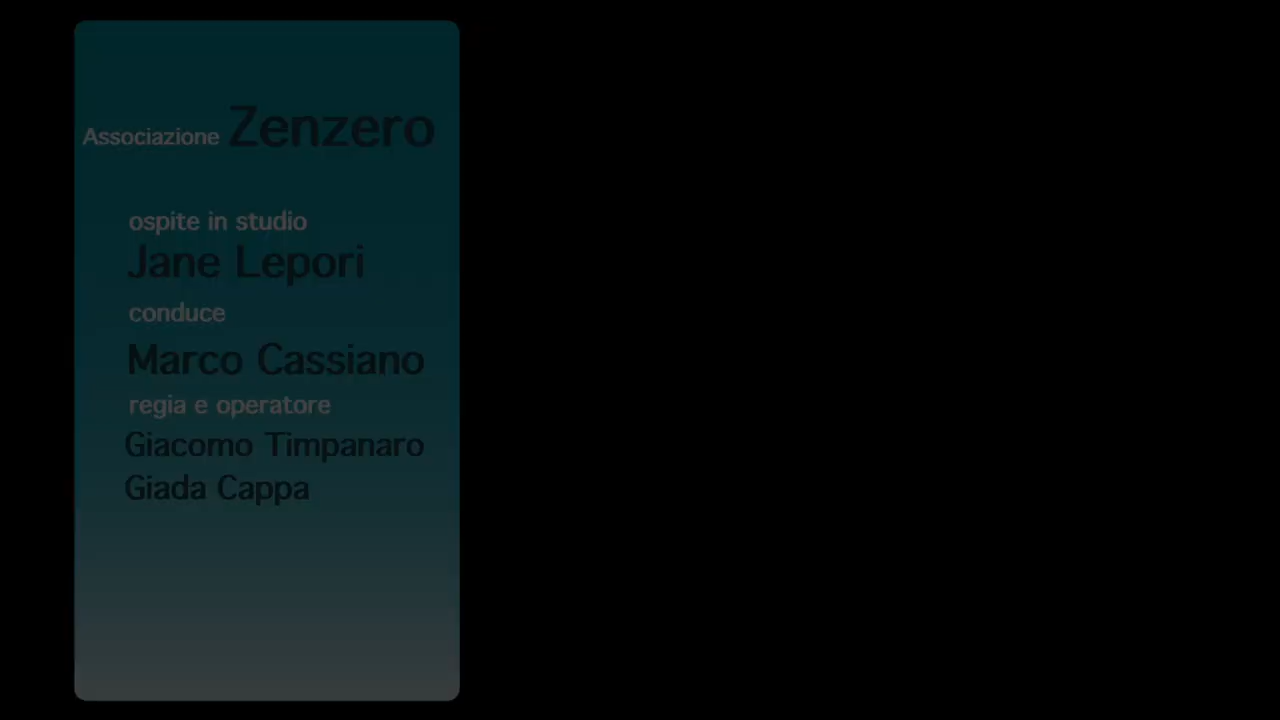 Associazione Zenzero
ospite in studio
Jane Lepori
conduce
Marco Cassiano
regia e operatore
Giacomo Timpanaro
Giada Cappa